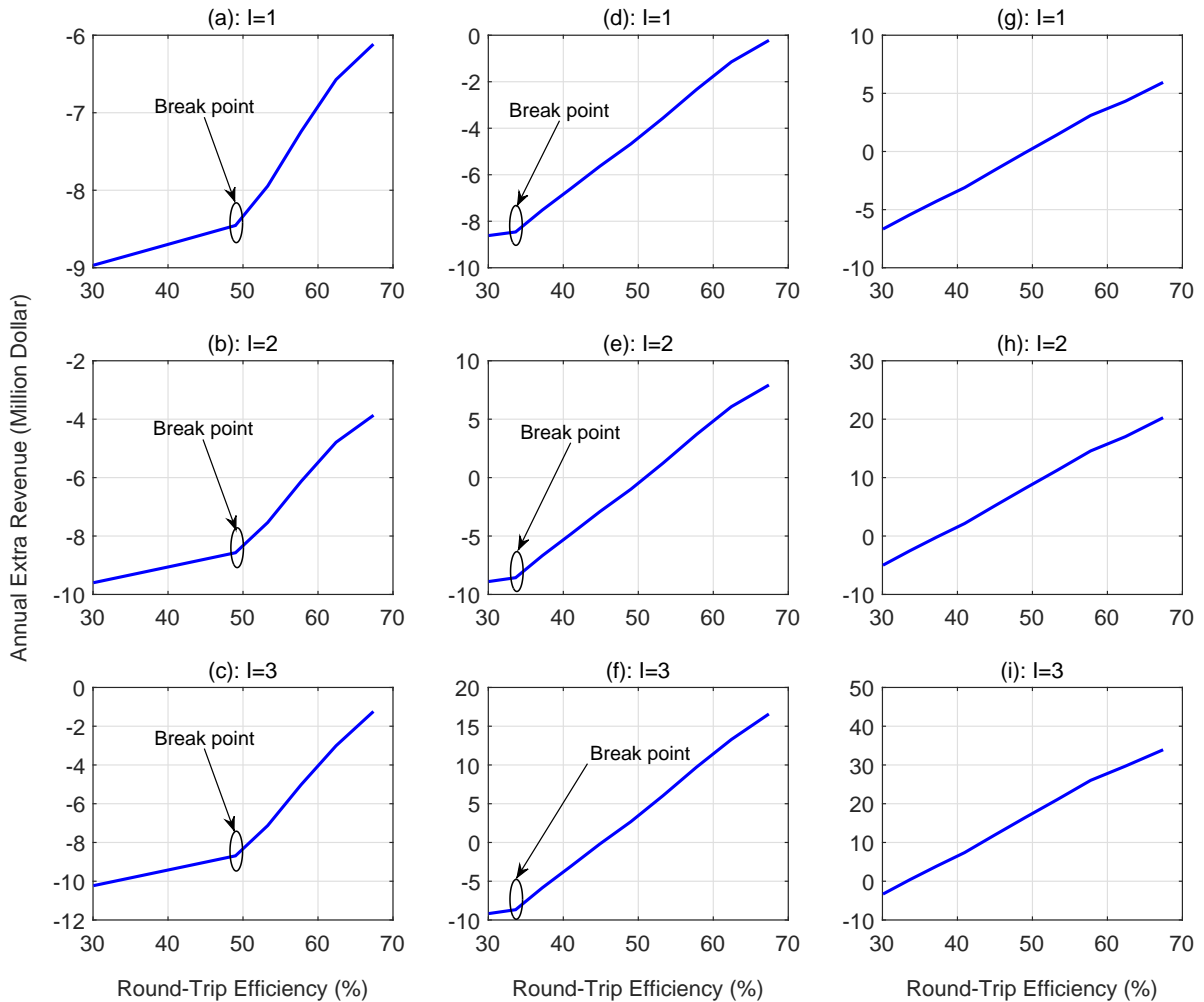 (a): I=1
-6
-7
-8
-9
30 40 50 60 70
Break point
(d): I=1
0
-2
-4
-6
-8
-10
30 40 50 60 70
Break point
(g): I=1
10
5
0
-5
-10
30 40 50 60 70
(b): I=2
-2
-4
-6
-8
-10
30 40 50 60 70
Break point
(e): I=2
10
5
0
-5
-10
30 40 50 60 70
Break point
(h): I=2
30
20
10
0
-10
30 40 50 60 70
(c): I=3
0
-2
-4
-6
-8
-10
-12
30 40 50 60 70
Break point
(f): I=3
20
15
10
5
0
-5
-10
30 40 50 60 70
Break point
(i): I=3
50
40
30
20
10
0
-10
30 40 50 60 70
Annual Extra Revenue (Million Dollar)
Round-Trip Efficiency (%)
Round-Trip Efficiency (%)
Round-Trip Efficiency (%)